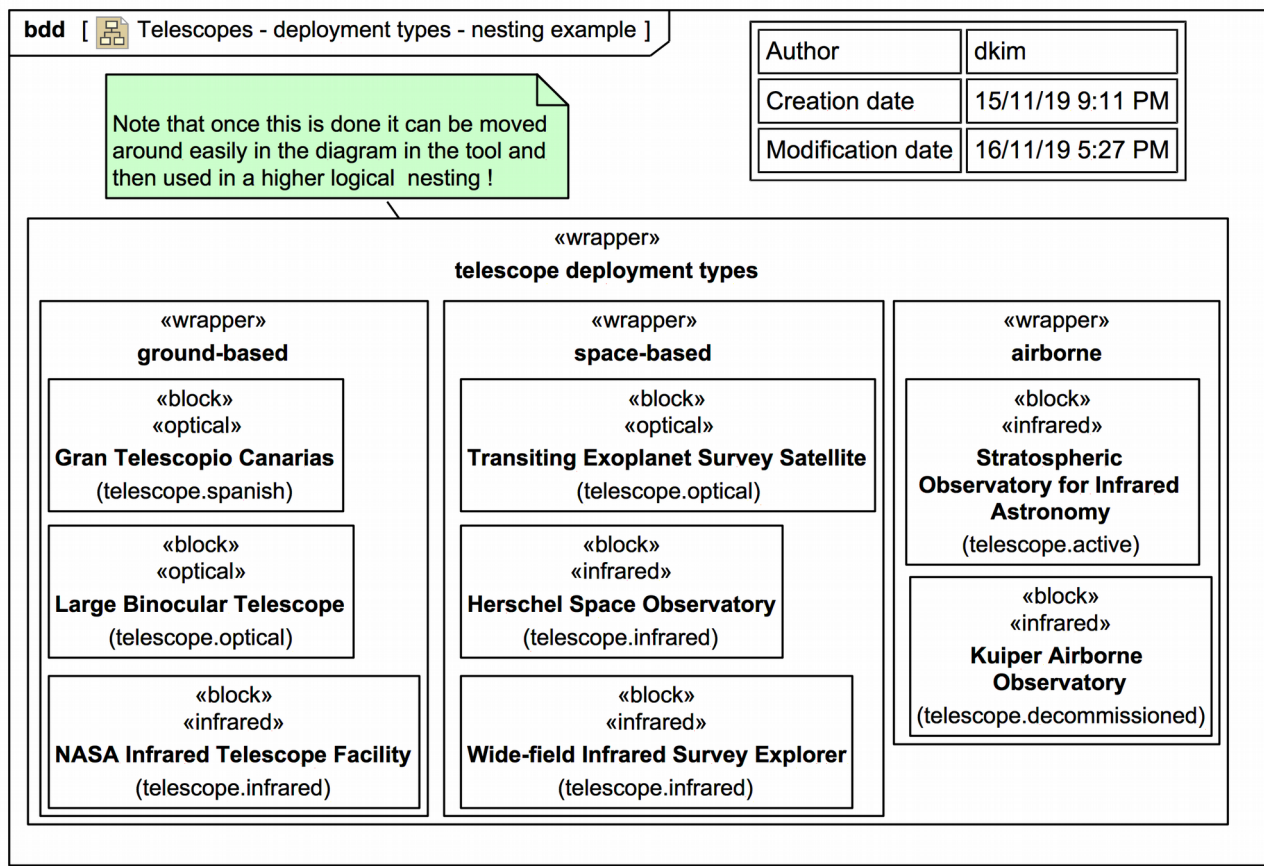 bdd [ Telescopes - deployment types - nesting example ]
Author dkim
Creation date 15/11/19 9:11 PM
Modification date 16/11/19 5:27 PM
Note that once this is done it can be moved
around easily in the diagram in the tool and
then used in a higher logical nesting !
«wrapper»
telescope deployment types
«wrapper»
ground-based
«block»
«optical»
Gran Telescopio Canarias
(telescope.spanish)
«block»
«optical»
Large Binocular Telescope
(telescope.optical)
«block»
«infrared»
NASA Infrared Telescope Facility
(telescope.infrared)
«wrapper»
space-based
«block»
«optical»
Transiting Exoplanet Survey Satellite
(telescope.optical)
«block»
«infrared»
Herschel Space Observatory
(telescope.infrared)
«block»
«infrared»
Wide-field Infrared Survey Explorer
(telescope.infrared)
«wrapper»
airborne
«block»
«infrared»
Stratospheric
Observatory for Infrared
Astronomy
(telescope.active)
«block»
«infrared»
Kuiper Airborne
Observatory
(telescope.decommissioned)